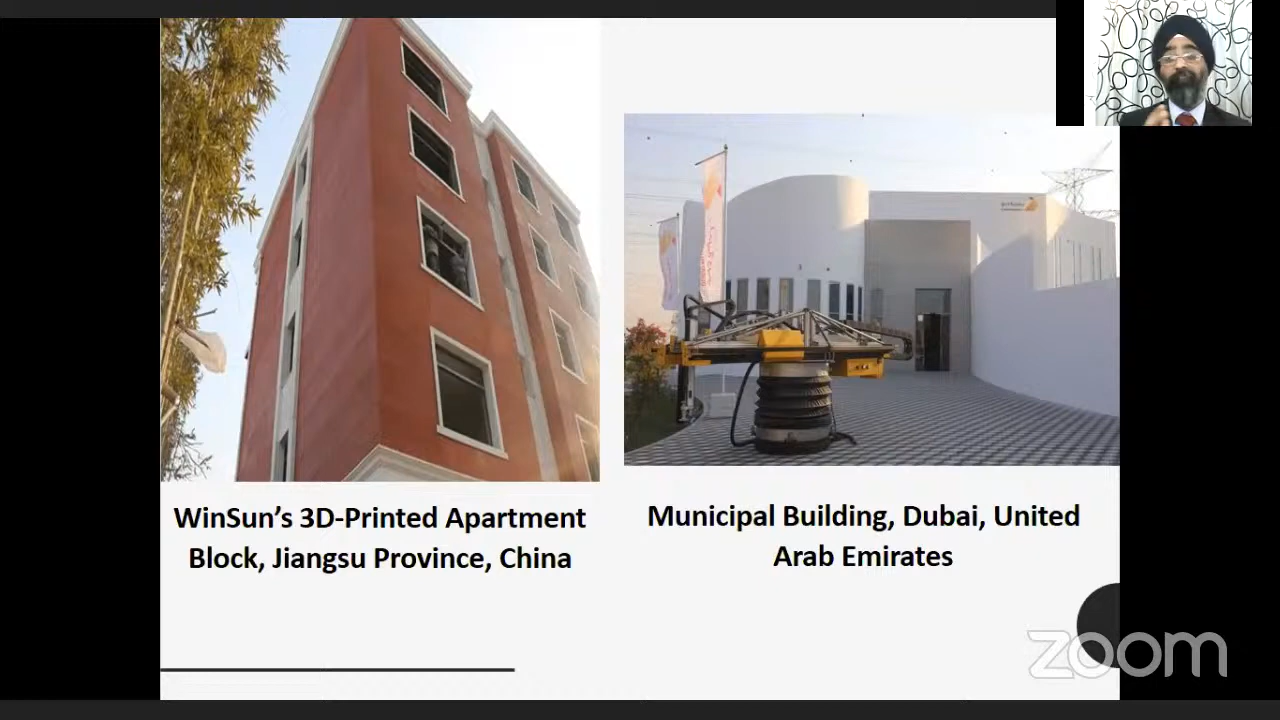 WinSun’s 3D-Printed Apartment
Block, Jiangsu Province, China
Municipal Building, Dubai, United
Arab Emirates
zoom